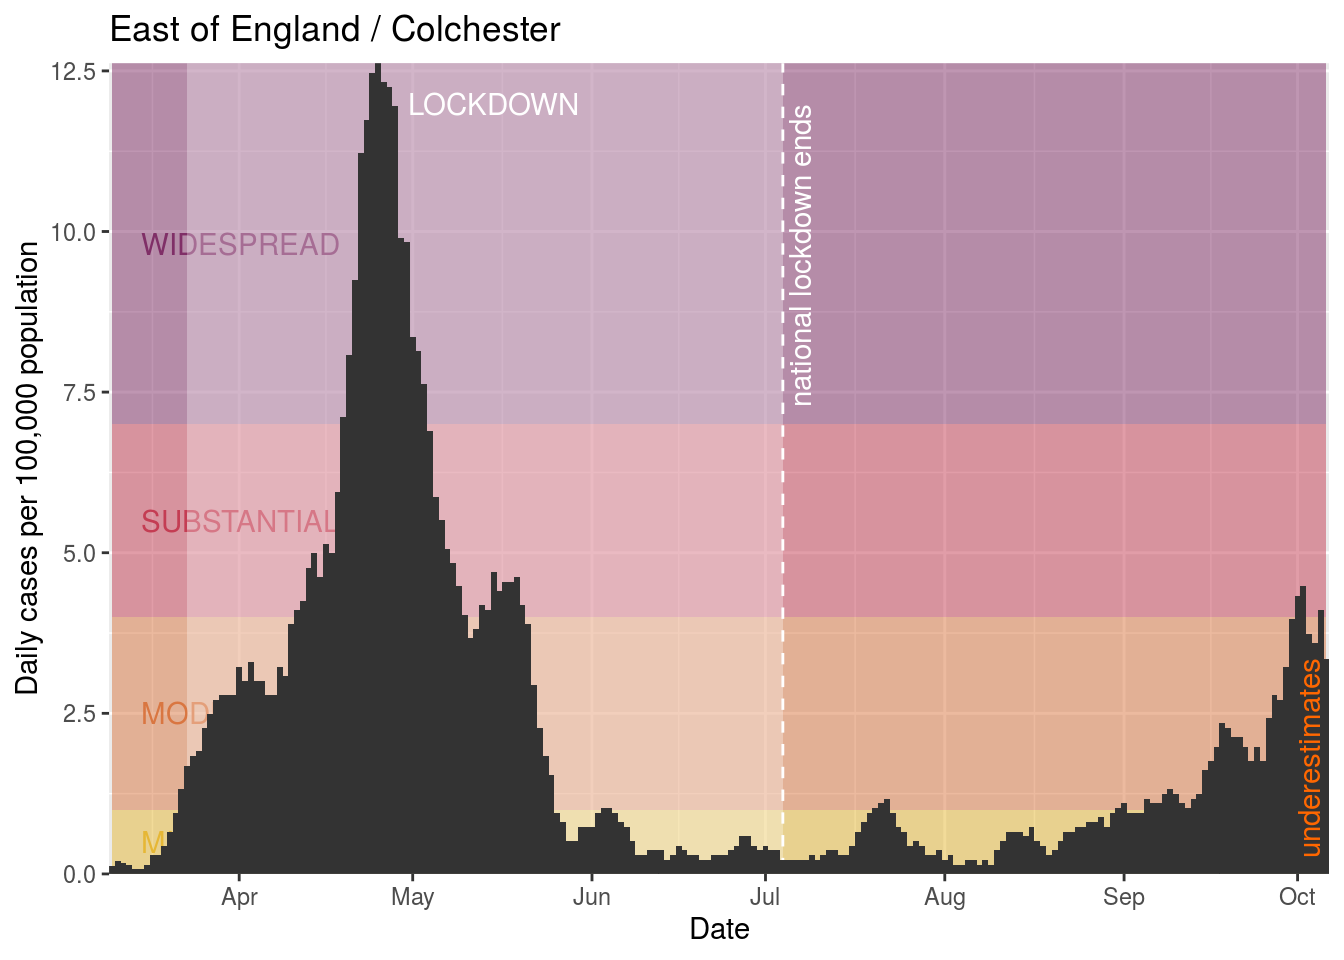 East of England / Colchester
Daily cases per 100,000 population
12.5
10.0
7.5
5.0
2.5
0.0
LOCKDOWN
WIDESPREAD
SUBSTANTIAL
MOD
M
national lockdown ends
underestimates
Apr
May
Jun
Jul
Aug
Sep
Oct
Date